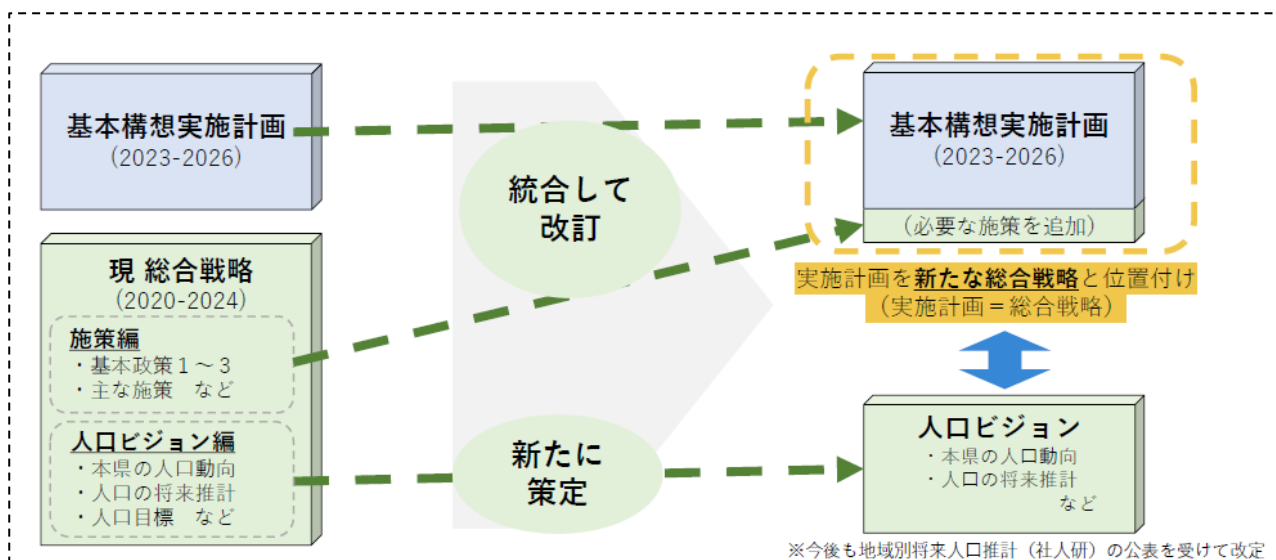 基本構想実施計画
(2023-2026)
現 総合戦略
(2020-2024)
施策編
・基本政策１～３
・主な施策　など
人口ビジョン編
・本県の人口動向
・人口の将来推計
・人口目標　など
統合して
改訂
新たに
策定
基本構想実施計画
(2023-2026)
(必要な施策を追加)
実施計画を新たな総合戦略と位置付け
（実施計画＝総合戦略）
人口ビジョン
・本県の人口動向
・人口の将来推計
など
※今後も地域別将来人口推計（社人研）の公表を受けて改定